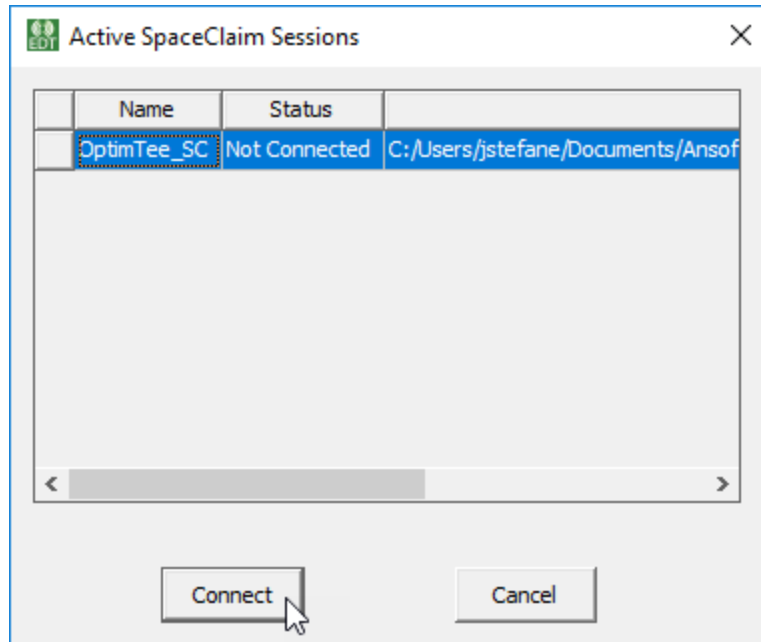 EDT Active SpaceClaim Sessions
Name Status
OptimTee_SC Not Connected C:/Users/jstefane/Documents/Ansof
Connect Cancel